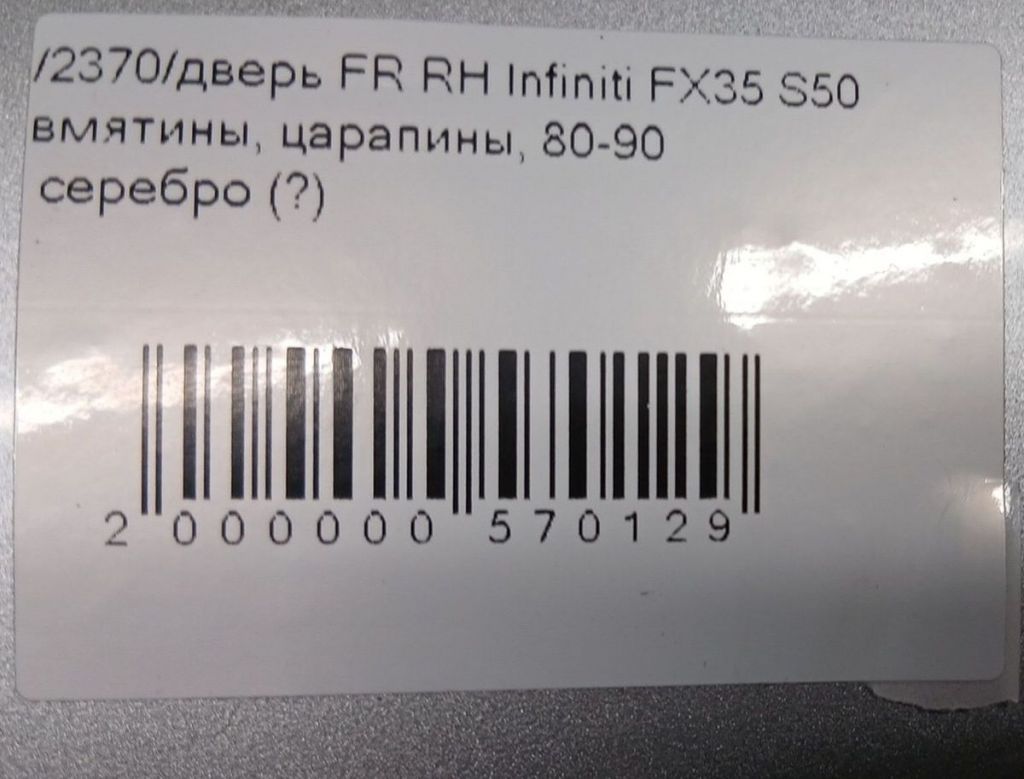 /2370/дверь FR RH Infiniti FX35 S50
вмятины, царапины, 80-90
серебро (?)
2 000000 570129